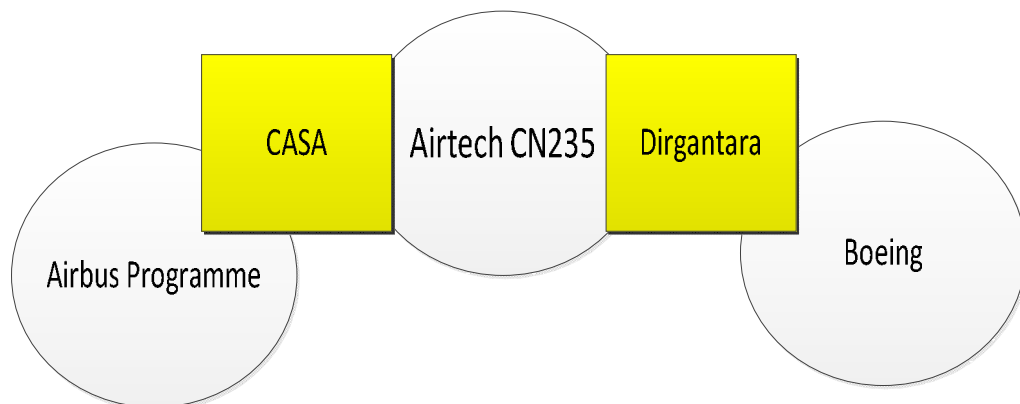 CASA
Airtech CN235
Dirgantara
Airbus Programme
Boeing